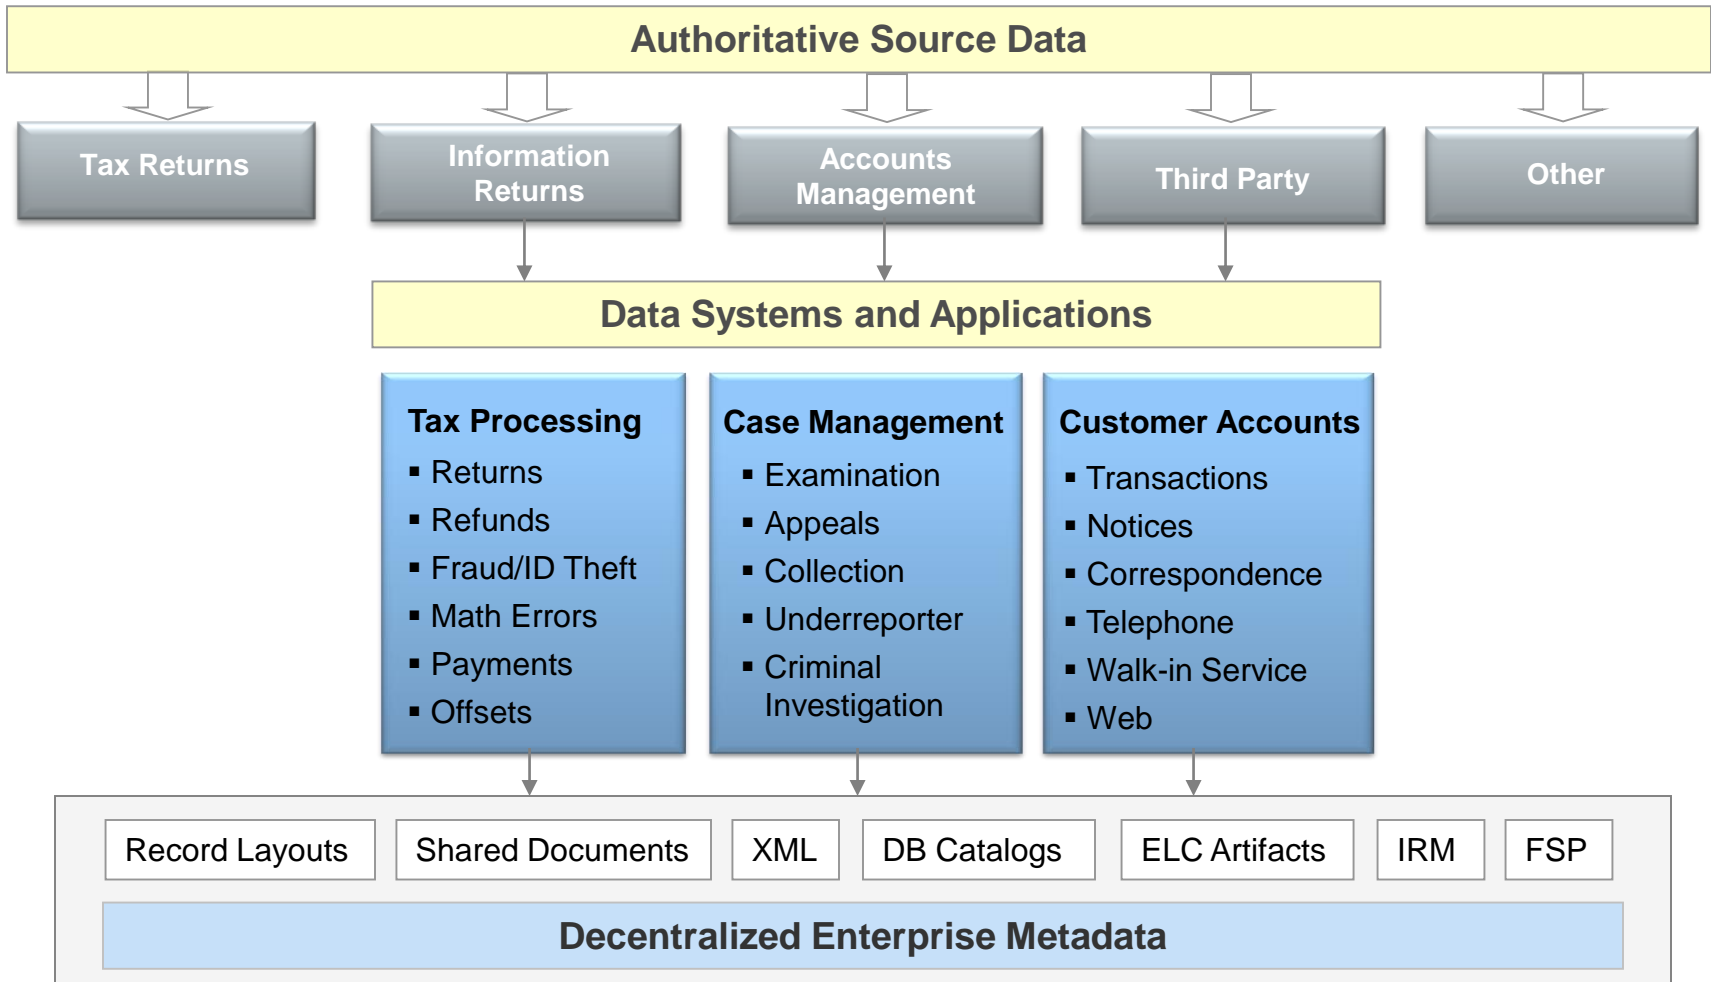 Authoritative Source Data
Tax Returns
Information
Returns
Accounts
Management
Third Party
Other
Data Systems and Applications
Tax Processing
▪ Returns
▪ Refunds
▪ Fraud/ID Theft
▪ Math Errors
▪ Payments
▪ Offsets
Case Management
▪ Examination
▪ Appeals
▪ Collection
▪ Underreporter
▪ Criminal
Investigation
Customer Accounts
▪ Transactions
▪ Notices
▪ Correspondence
▪ Telephone
▪ Walk-in Service
▪ Web
Record Layouts
Shared Documents
XML
DB Catalogs
ELC Artifacts
IRM
FSP
Decentralized Enterprise Metadata